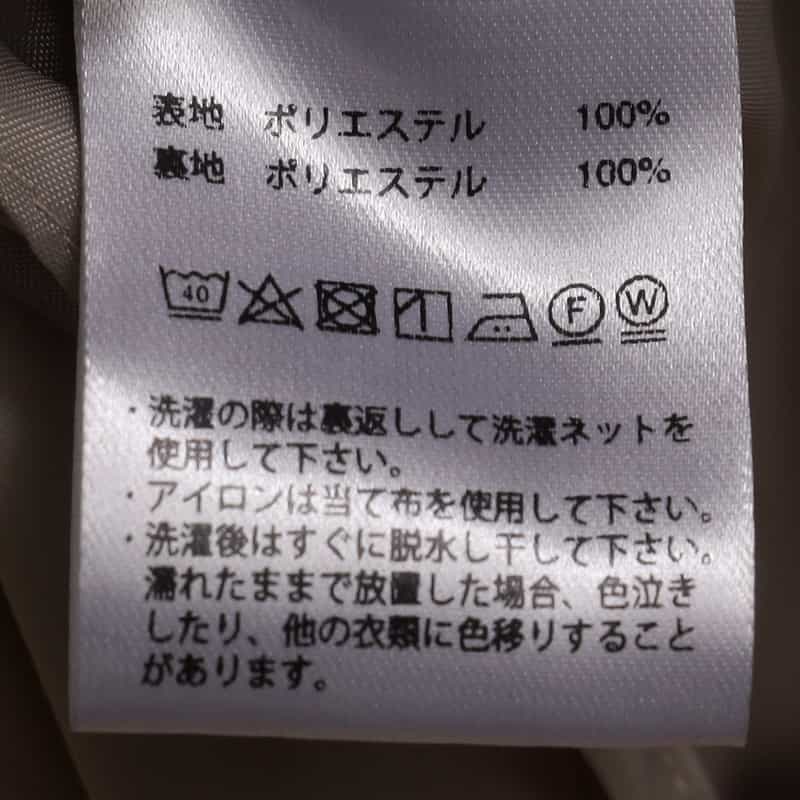 表地 ポリエステル 100%
裏地 ポリエステル 100%
40 F W
・洗濯の際は裏返しして洗濯ネットを
使用して下さい。
・アイロンは当て布を使用して下さい。
・洗濯後はすぐに脱水し干して下さい。
濡れたままで放置した場合、色泣き
したり、他の衣類に色移りすること
があります。